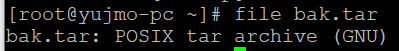 [root@yujmo-pc ~]# file bak.tar
bak.tar: POSIX tar archive (GNU)